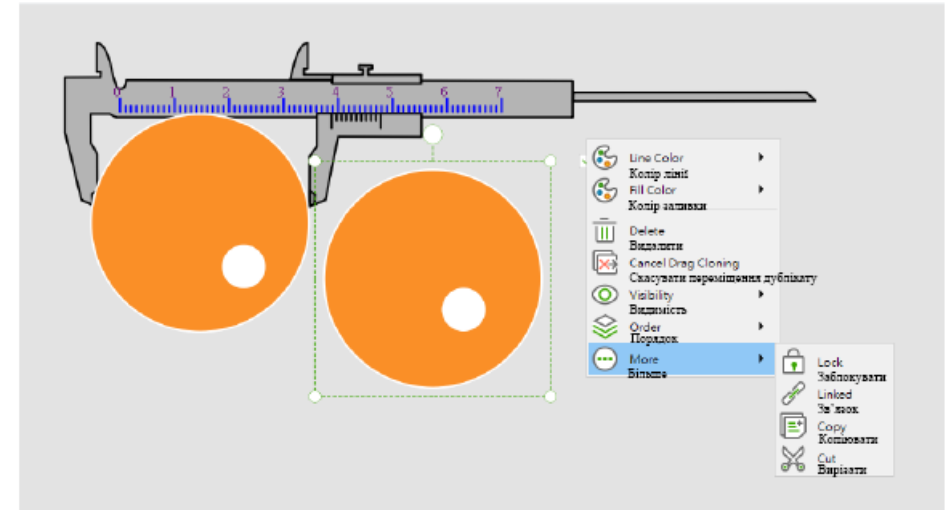 0 1 2 3 4 5 6 7
Line Color
Колір лінії
Fill Color
Колір заливки
Delete
Видалити
Cancel Drag Cloning
Скасувати переміщення дублікату
Visibility
Видимість
Order
Порядок
More
Більше
Lock
Заблокувати
Linked
Зв'язок
Copy
Копіювати
Cut
Вирізати